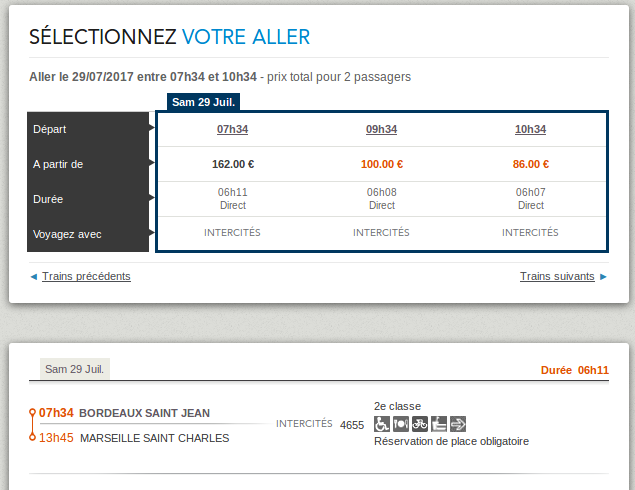 SÉLECTIONNEZ VOTRE ALLER
Aller le 29/07/2017 entre 07h34 et 10h34 - prix total pour 2 passagers
Sam 29 Juil.
Départ 07h34 09h34 10h34
A partir de 162.00 € 100.00 € 86.00 €
Durée 06h11 06h08 06h07
Direct Direct Direct
Voyagez avec INTERCITÉS INTERCITÉS INTERCITÉS
◄ Trains précédents Trains suivants ►
Sam 29 Juil. Durée 06h11
2e classe
07h34 BORDEAUX SAINT JEAN
INTERCITÉS 4655
13h45 MARSEILLE SAINT CHARLES
Réservation de place obligatoire